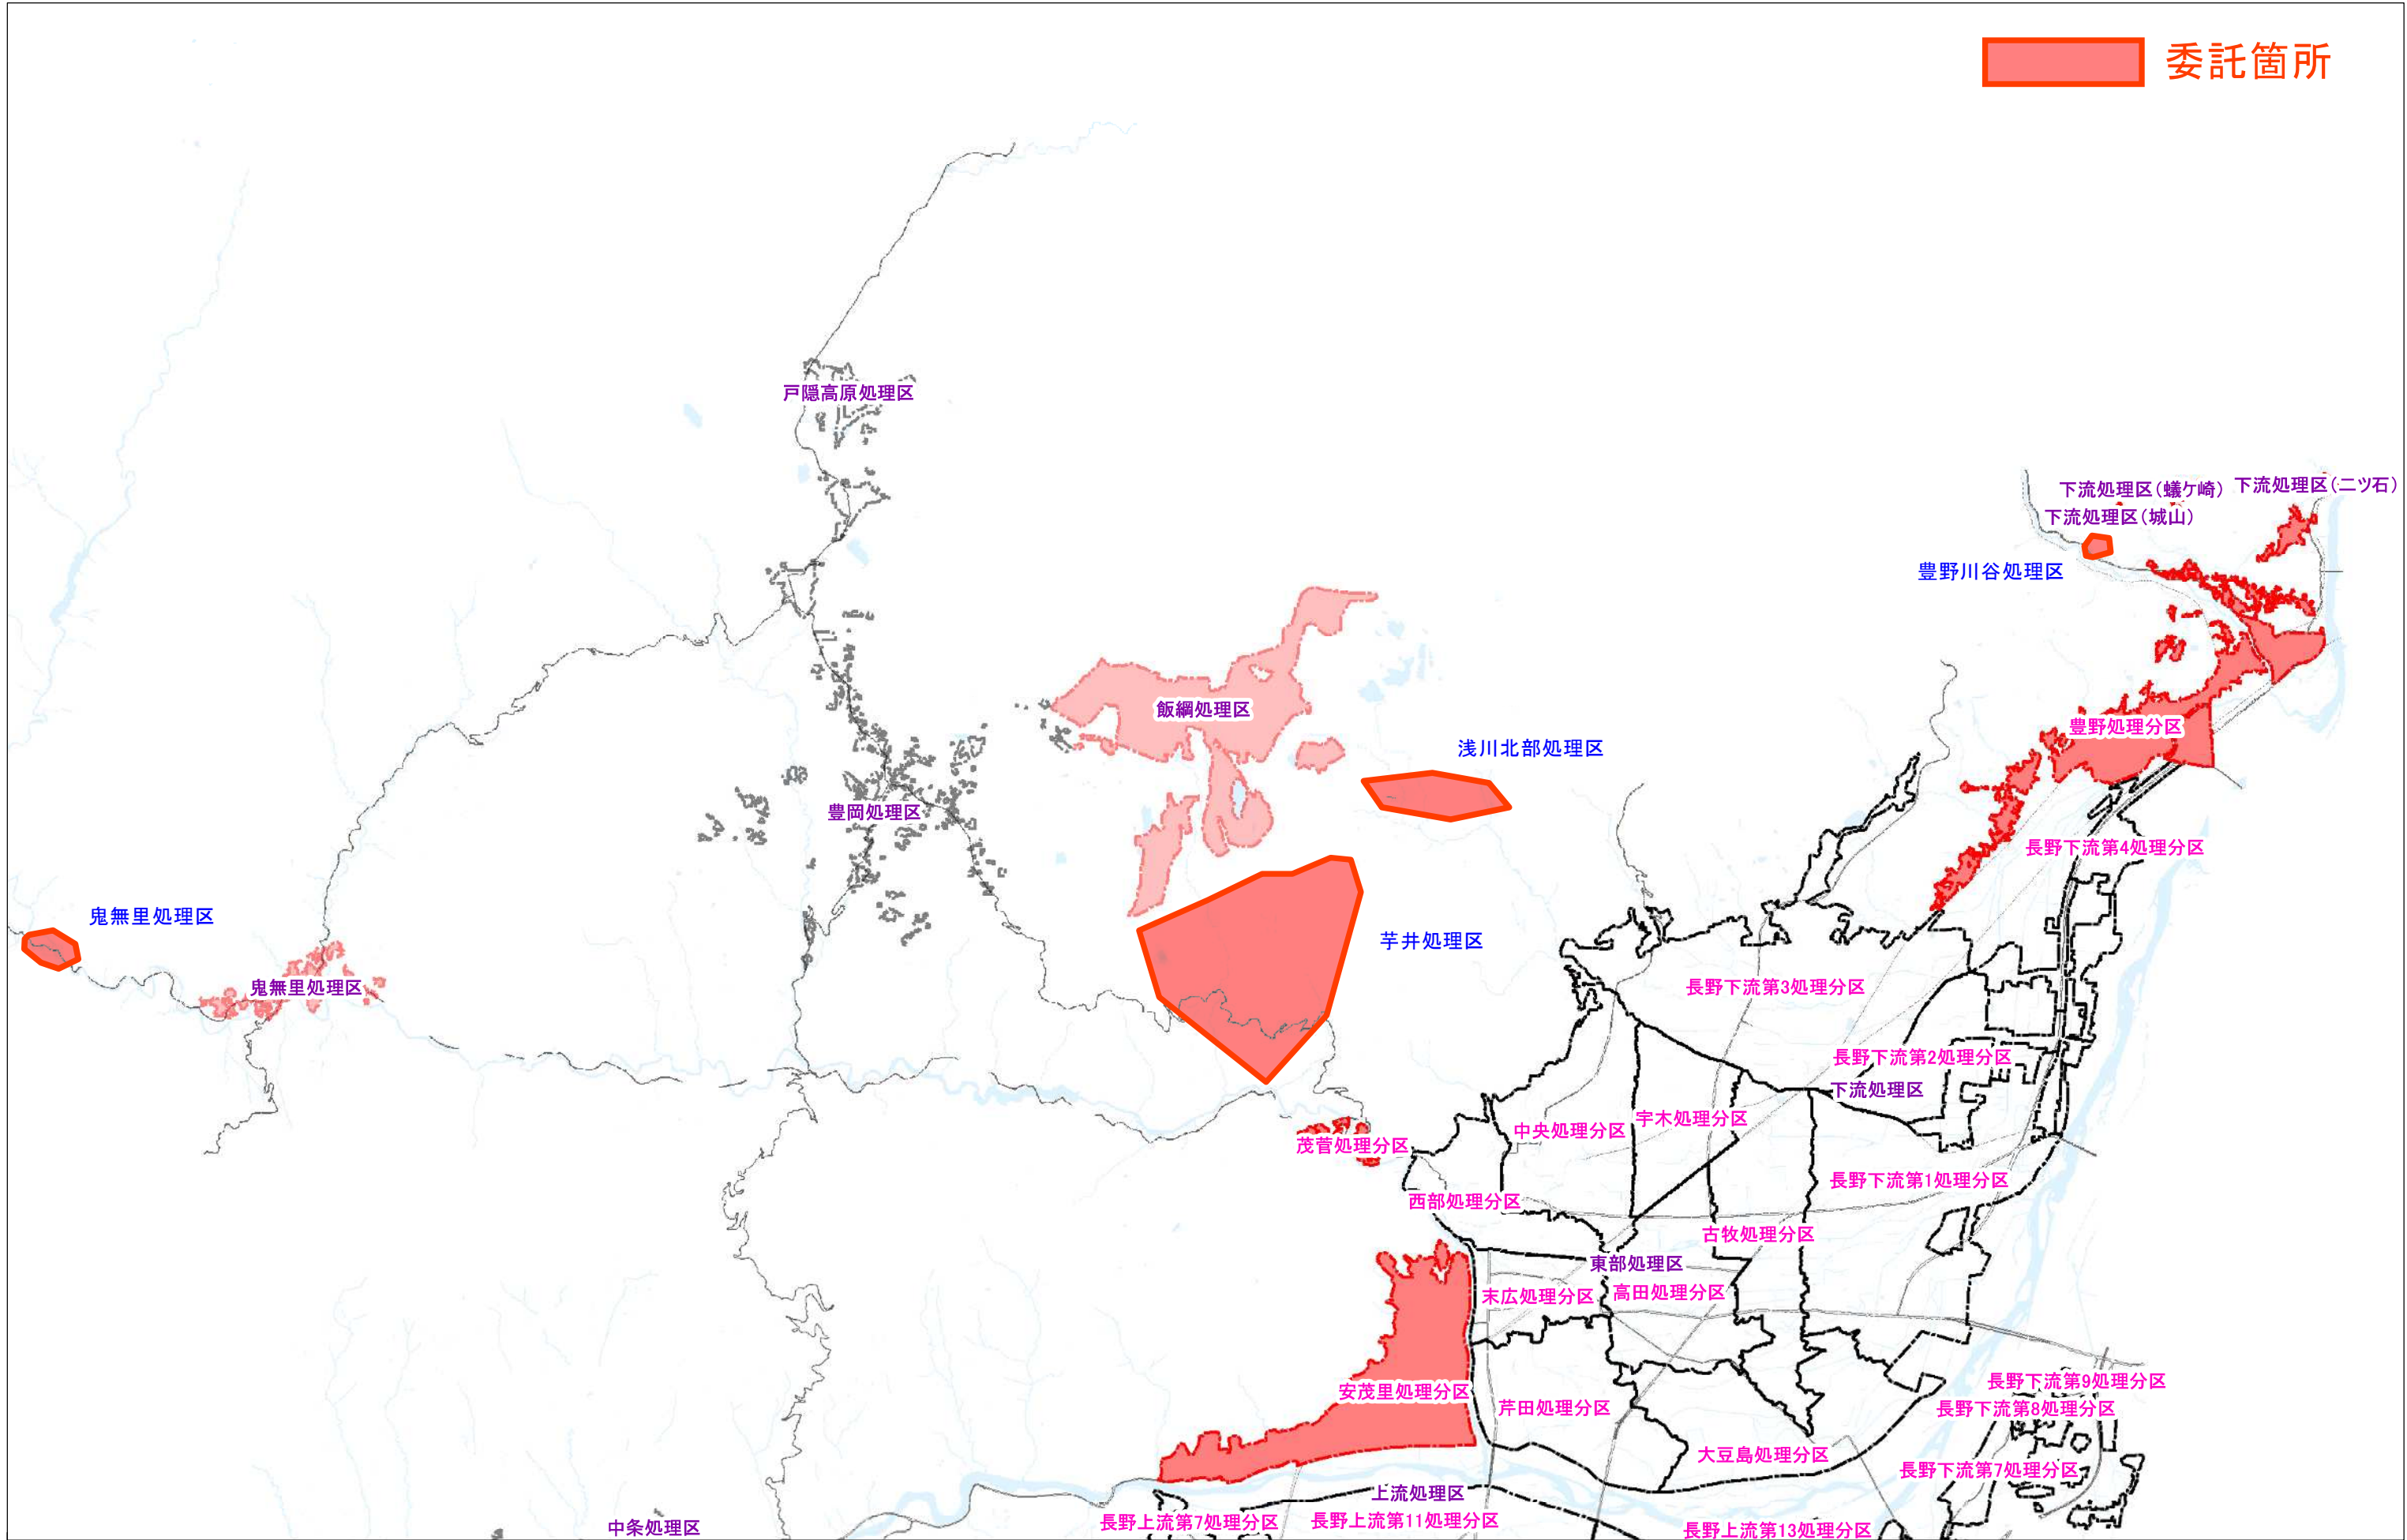 委託箇所
戸隠高原処理区
下流処理区(蟻ケ崎)
下流処理区(二ツ石)
下流処理区(城山)
豊野川谷処理区
飯綱処理区
豊野処理分区
浅川北部処理区
豊岡処理区
長野下流第4処理分区
鬼無里処理区
芋井処理区
鬼無里処理区
長野下流第3処理分区
長野下流第2処理分区
下流処理区
宇木処理分区
中央処理分区
茂菅処理分区
長野下流第1処理分区
西部処理分区
古牧処理分区
東部処理区
高田処理分区
末広処理分区
長野下流第9処理分区
安茂里処理分区
芹田処理分区
長野下流第8処理分区
大豆島処理分区
長野下流第7処理分区
上流処理区
長野上流第7処理分区
長野上流第11処理分区
中条処理区
長野上流第13処理分区